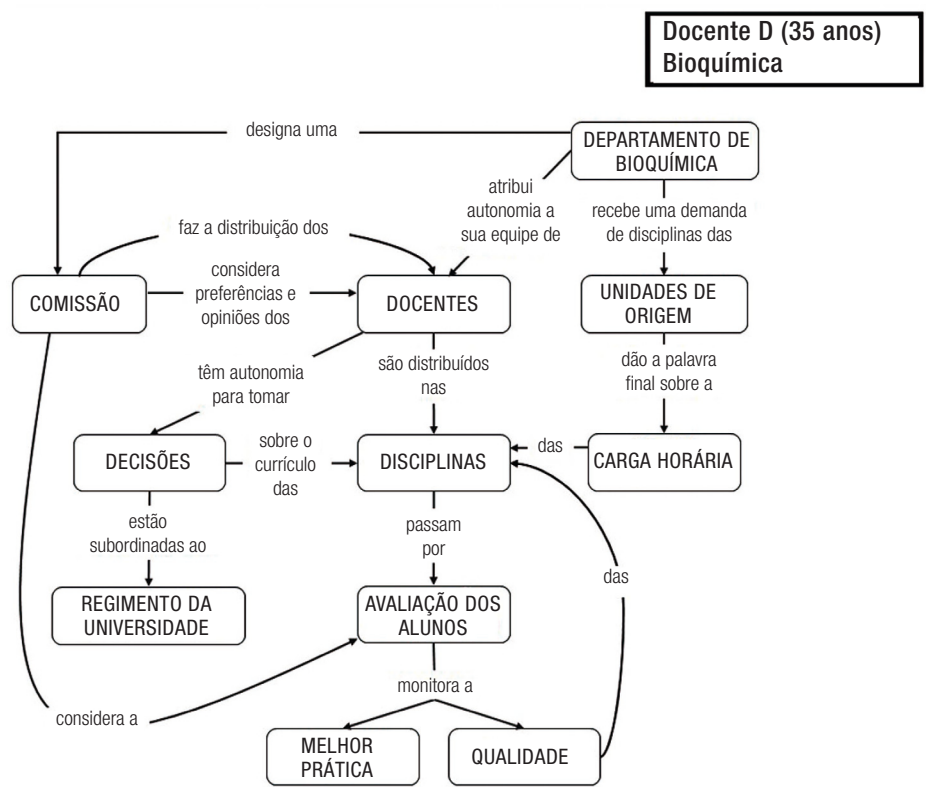 Docente D (35 anos)
Bioquímica
designa uma
DEPARTAMENTO DE
BIOQUÍMICA
atribui
autonomia a
sua equipe de
recebe uma demanda
de disciplinas das
faz a distribuição dos
considera
preferências e
opiniões dos
COMISSÃO
DOCENTES
UNIDADES DE
ORIGEM
têm autonomia
para tomar
são distribuídos
nas
dão a palavra
final sobre a
DECISÕES
sobre o
currículo
das
DISCIPLINAS
das
CARGA HORÁRIA
estão
subordinadas ao
passam
por
das
REGIMENTO DA
UNIVERSIDADE
AVALIAÇÃO DOS
ALUNOS
monitora a
considera a
MELHOR
PRÁTICA
QUALIDADE